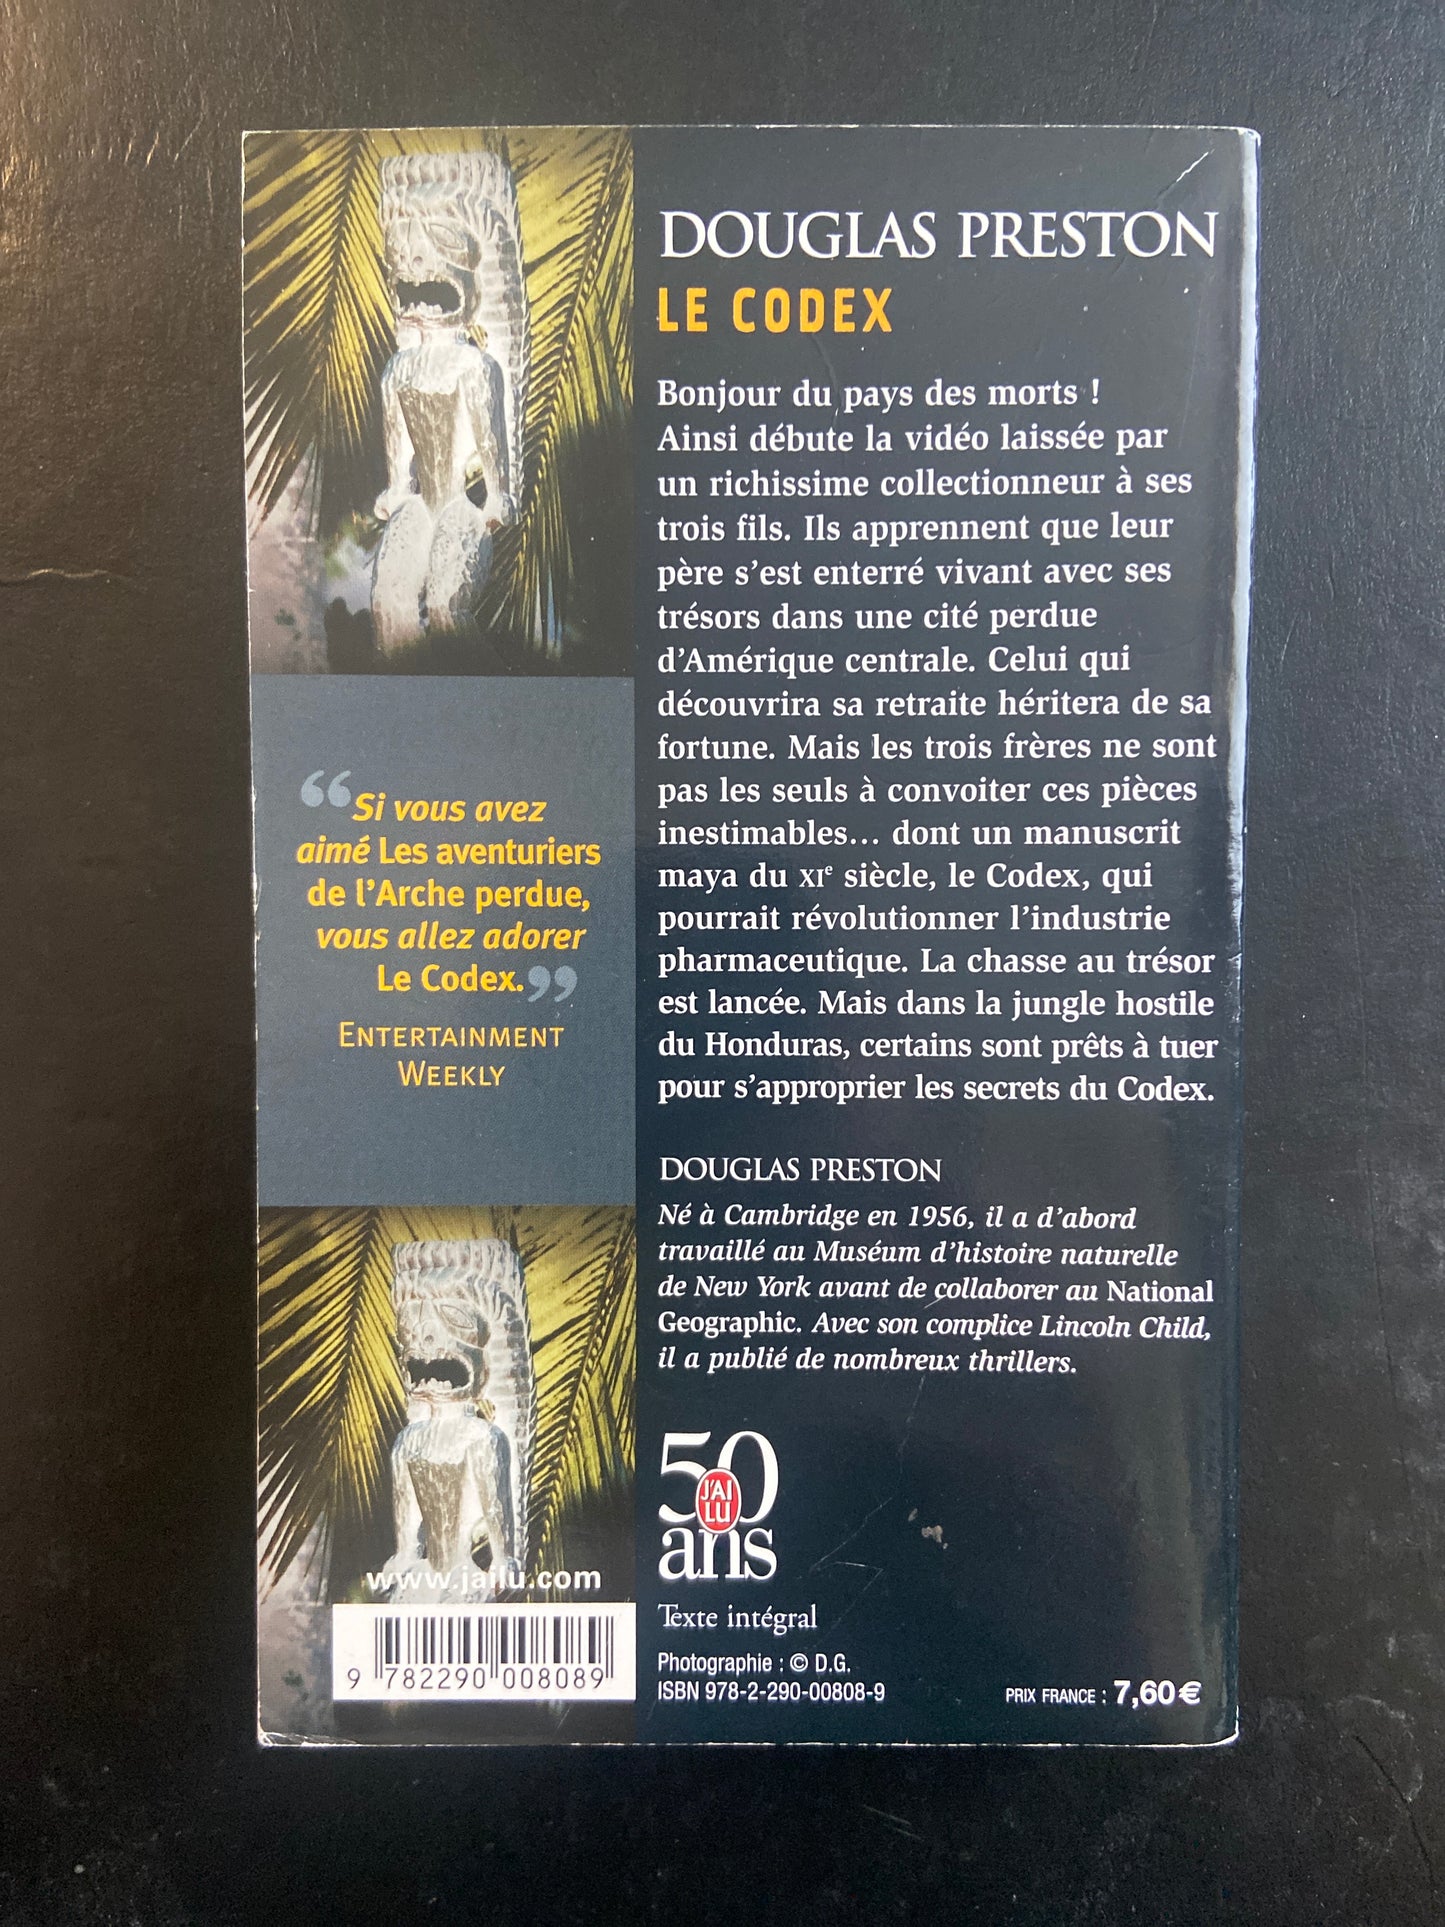 DOUGLAS PRESTON
LE CODEX
Bonjour du pays des morts !
Ainsi débute la vidéo laissée par
un richissime collectionneur à ses
trois fils. Ils apprennent que leur
père s’est enterré vivant avec ses
trésors dans une cité perdue
d’Amérique centrale. Celui qui
découvrira sa retraite héritera de sa
fortune. Mais les trois frères ne sont
pas les seuls à convoiter ces pièces
inestimables… dont un manuscrit
maya du XIe siècle, le Codex, qui
pourrait révolutionner l’industrie
pharmaceutique. La chasse au trésor
est lancée. Mais dans la jungle hostile
du Honduras, certains sont prêts à tuer
pour s’approprier les secrets du Codex.
“Si vous avez
aimé Les aventuriers
de l’Arche perdue,
vous allez adorer
Le Codex.”
ENTERTAINMENT
WEEKLY
DOUGLAS PRESTON
Né à Cambridge en 1956, il a d’abord
travaillé au Muséum d’histoire naturelle
de New York avant de collaborer au National
Geographic. Avec son complice Lincoln Child,
il a publié de nombreux thrillers.
50
J’AI
LU
ans
www.jailu.com
9 782290 008089
Texte intégral
Photographie : © D.G.
ISBN 978-2-290-00808-9
PRIX FRANCE : 7,60 €